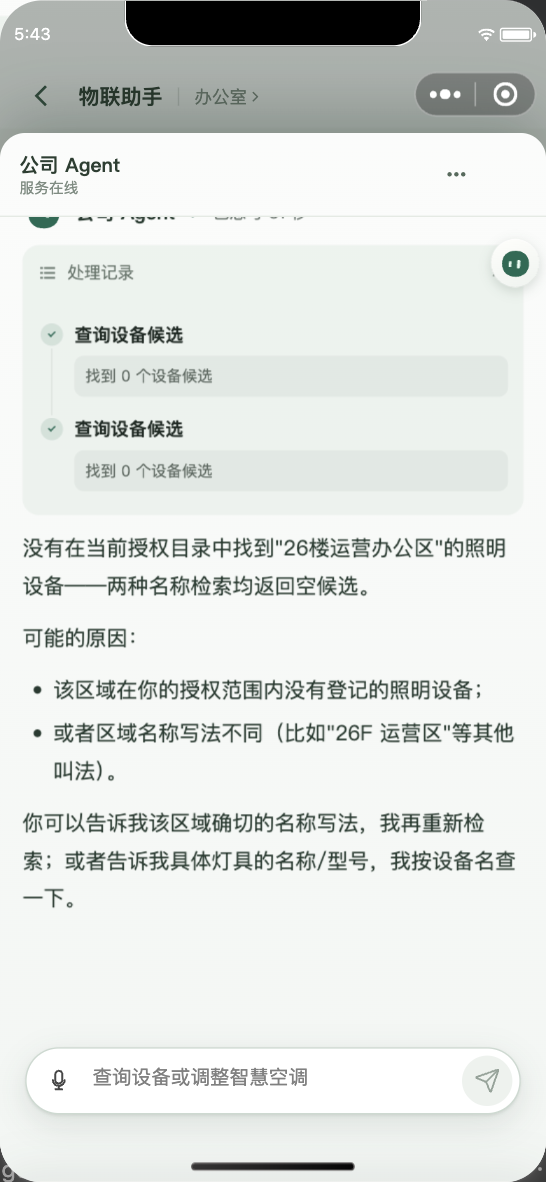 5:43
物联助手 办公室 >
公司 Agent
服务在线
公司 Agent
处理记录
查询设备候选
找到 0 个设备候选
查询设备候选
找到 0 个设备候选
没有在当前授权目录中找到"26楼运营办公区"的照明
设备——两种名称检索均返回空候选。
可能的原因：
• 该区域在你的授权范围内没有登记的照明设备；
• 或者区域名称写法不同（比如"26F 运营区"等其他
叫法）。
你可以告诉我该区域确切的名称写法，我再重新检
索；或者告诉我具体灯具的名称/型号，我按设备名查
一下。
查询设备或调整智慧空调